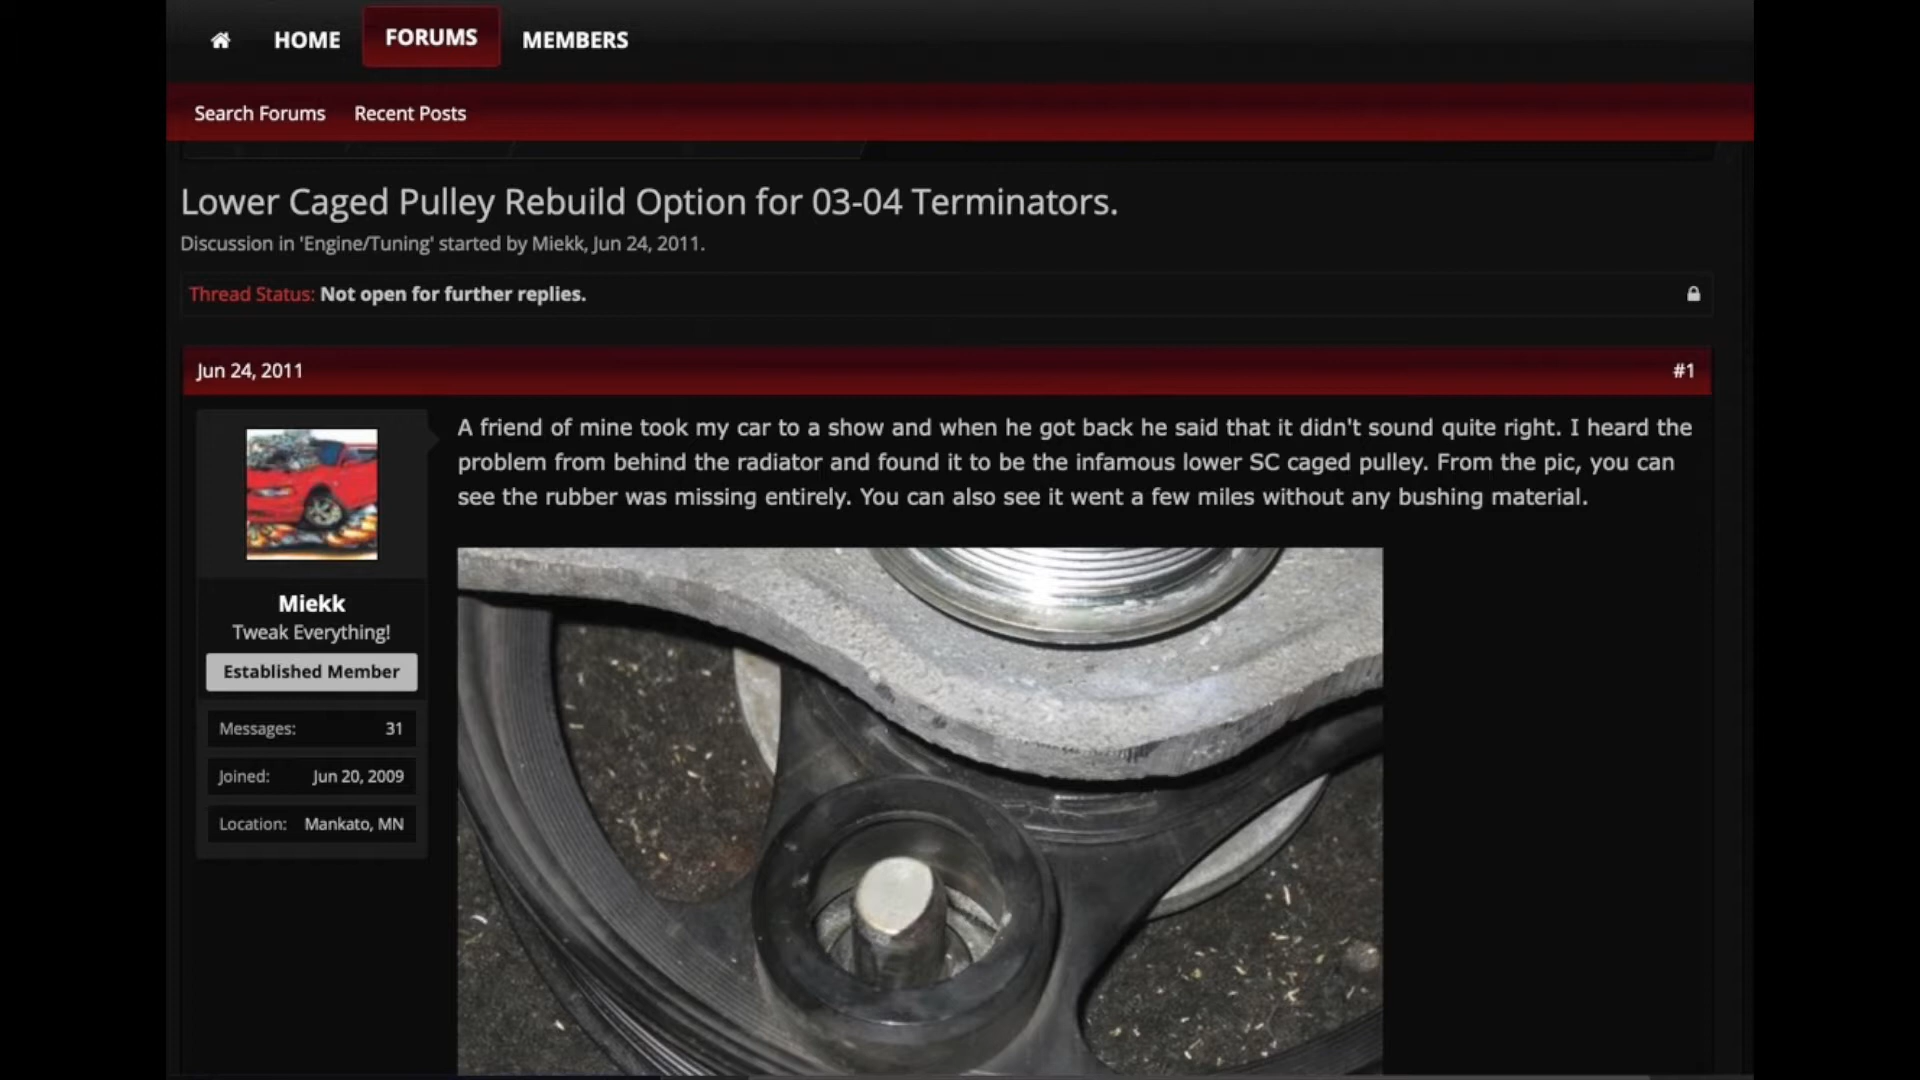 HOME FORUMS MEMBERS
Search Forums Recent Posts
Lower Caged Pulley Rebuild Option for 03-04 Terminators.
Discussion in 'Engine/Tuning' started by Miekk, Jun 24, 2011.
Thread Status: Not open for further replies.
Jun 24, 2011 #1
A friend of mine took my car to a show and when he got back he said that it didn't sound quite right. I heard the
problem from behind the radiator and found it to be the infamous lower SC caged pulley. From the pic, you can
see the rubber was missing entirely. You can also see it went a few miles without any bushing material.
Miekk
Tweak Everything!
Established Member
Messages: 31
Joined: Jun 20, 2009
Location: Mankato, MN